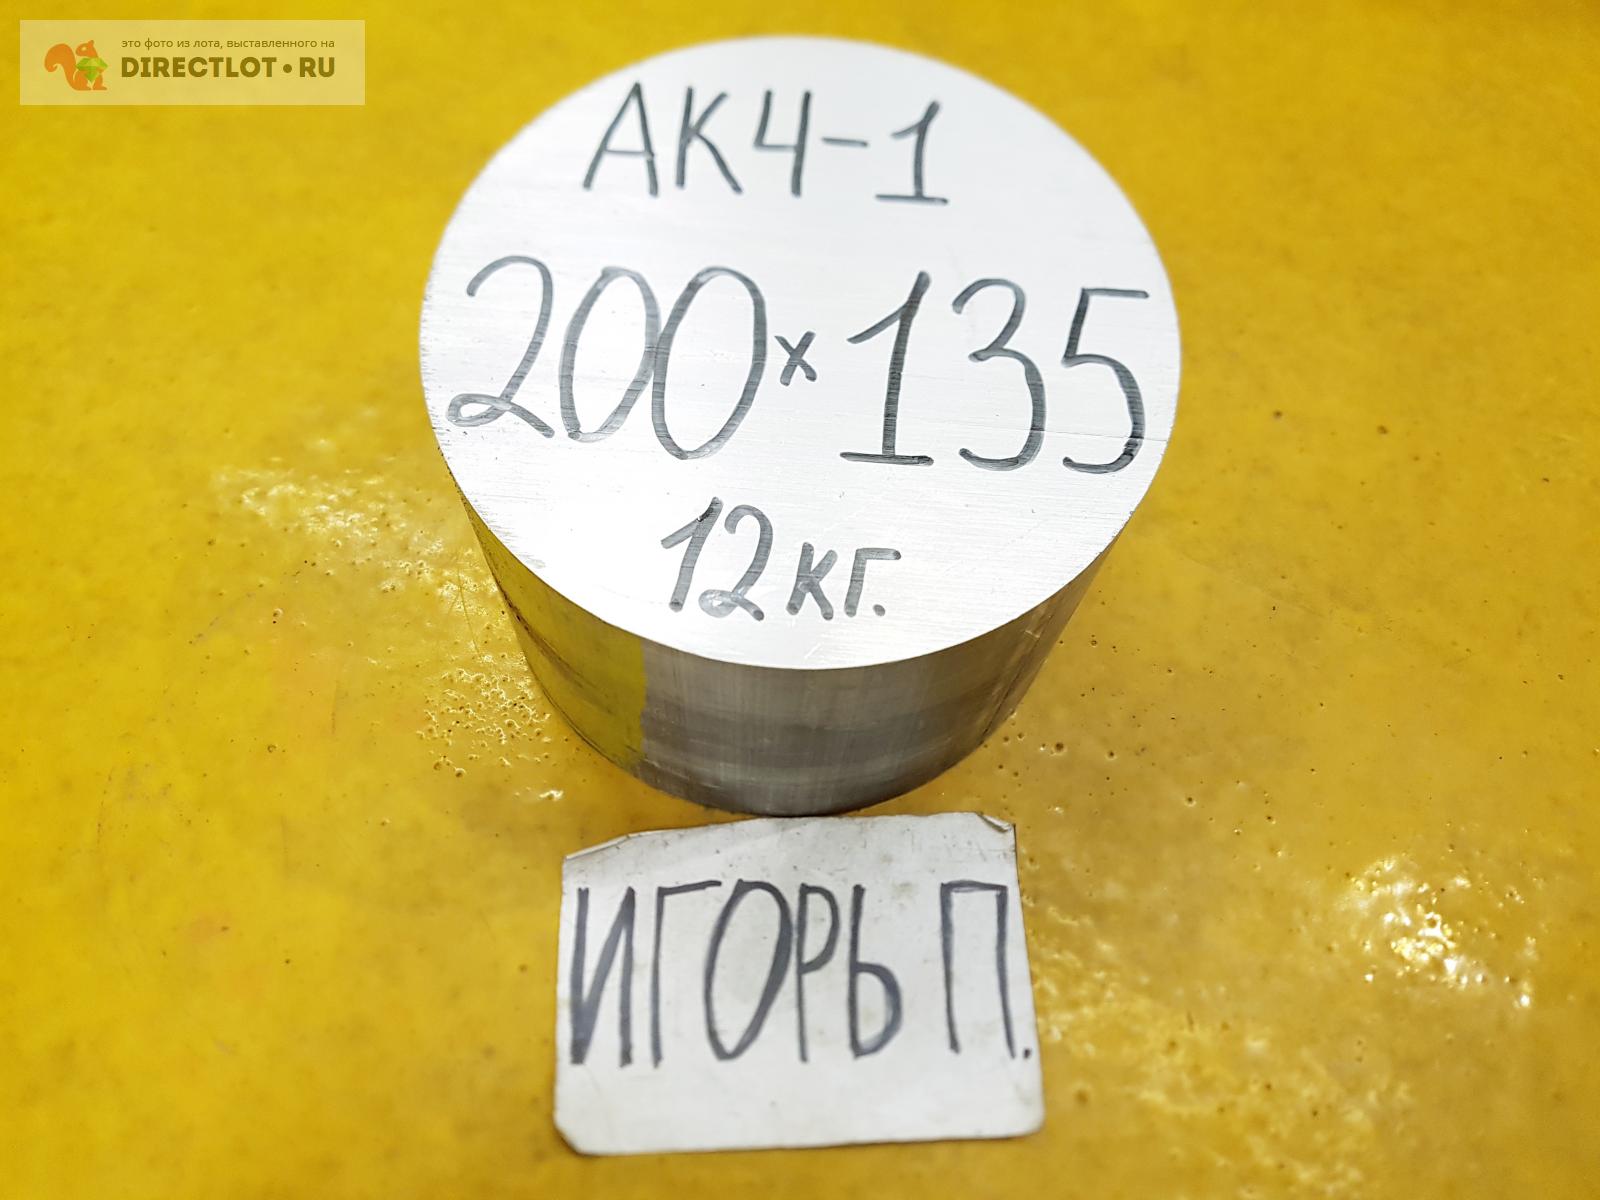 это фото из лота, выставленного на
DIRECTLOT•RU
АК4-1
200×135
12кг.
ИГОРЬ П.